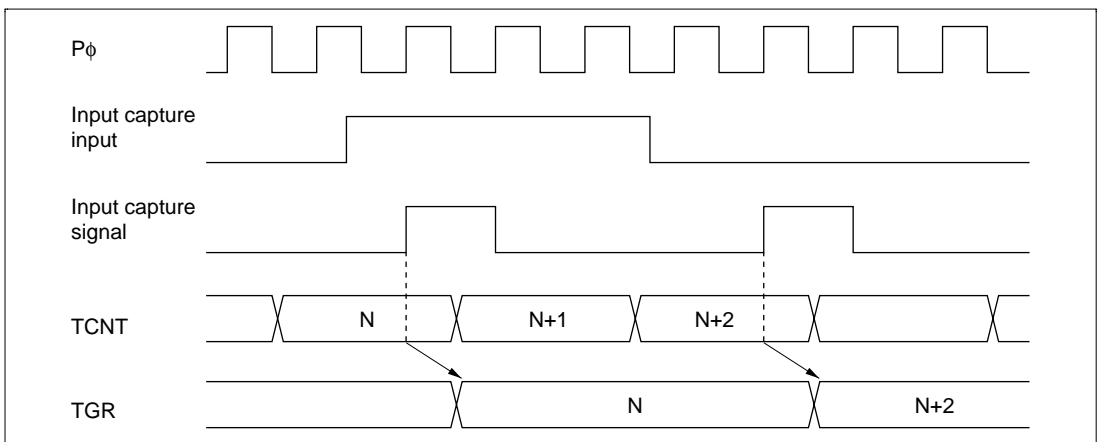 Pϕ
Input capture
input
Input capture
signal
TCNT
N
N+1
N+2
TGR
N
N+2